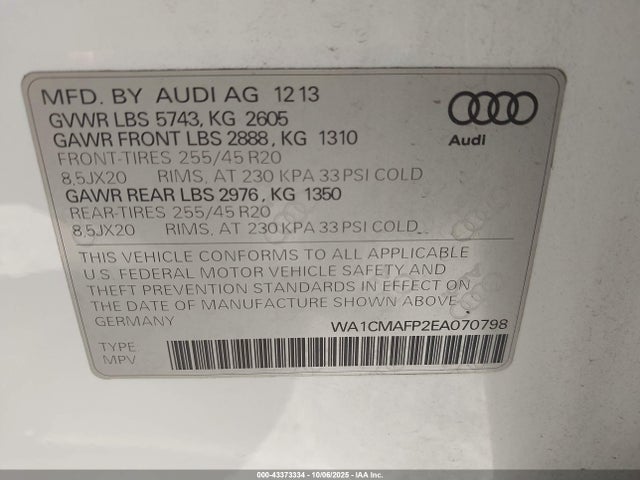 MFD. BY AUDI AG 12 13
GVWR LBS 5743, KG 2605
GAWR FRONT LBS 2888, KG 1310
FRONT-TIRES 255/45 R20
8,5JX20 RIMS, AT 230 KPA 33 PSI COLD
GAWR REAR LBS 2976, KG 1350
REAR-TIRES 255/45 R20
8,5JX20 RIMS, AT 230 KPA 33 PSI COLD
Audi
THIS VEHICLE CONFORMS TO ALL APPLICABLE
U.S. FEDERAL MOTOR VEHICLE SAFETY AND
THEFT PREVENTION STANDARDS IN EFFECT ON
THE DATE OF MANUFACTURE SHOWN ABOVE
GERMANY
WA1CMAFP2EA070798
TYPE
MPV
000-43373334 - 10/06/2025 - IAA Inc.